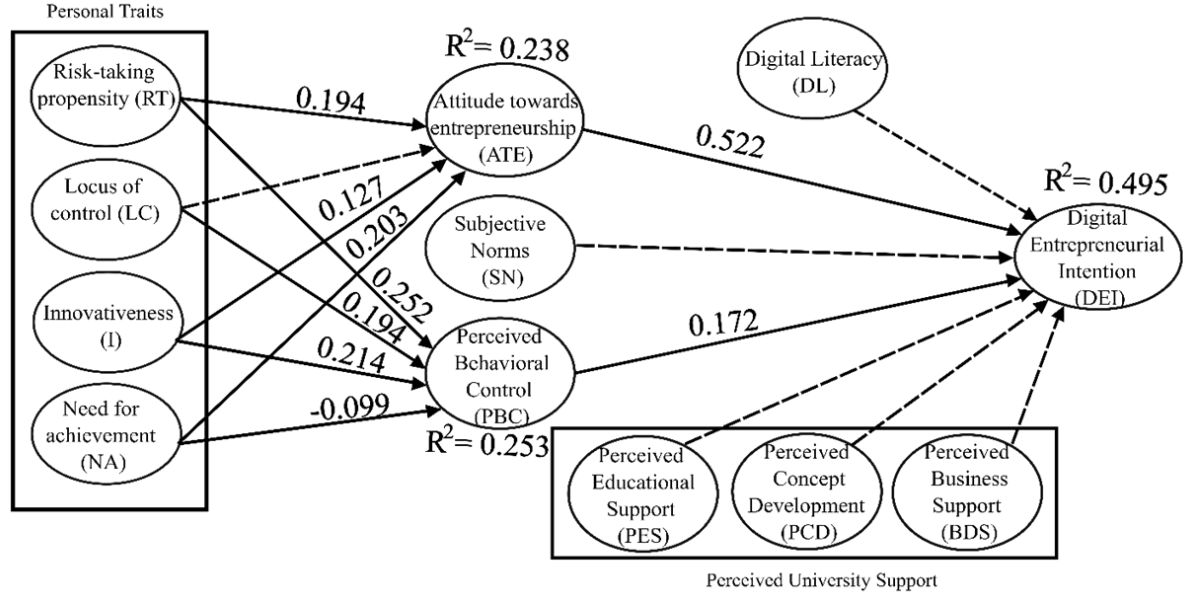 Personal Traits
Risk-taking
propensity (RT)
Locus of
control (LC)
Innovativeness
(I)
Need for
achievement
(NA)
0.194
0.127
0.203
0.252
0.194
0.214
-0.099
R²= 0.238
Attitude towards
entrepreneurship
(ATE)
Subjective
Norms
(SN)
Perceived
Behavioral
Control
(PBC)
R²= 0.253
Digital Literacy
(DL)
0.522
0.172
R²= 0.495
Digital
Entrepreneurial
Intention
(DEI)
Perceived
Educational
Support
(PES)
Perceived
Concept
Development
(PCD)
Perceived
Business
Support
(BDS)
Perceived University Support